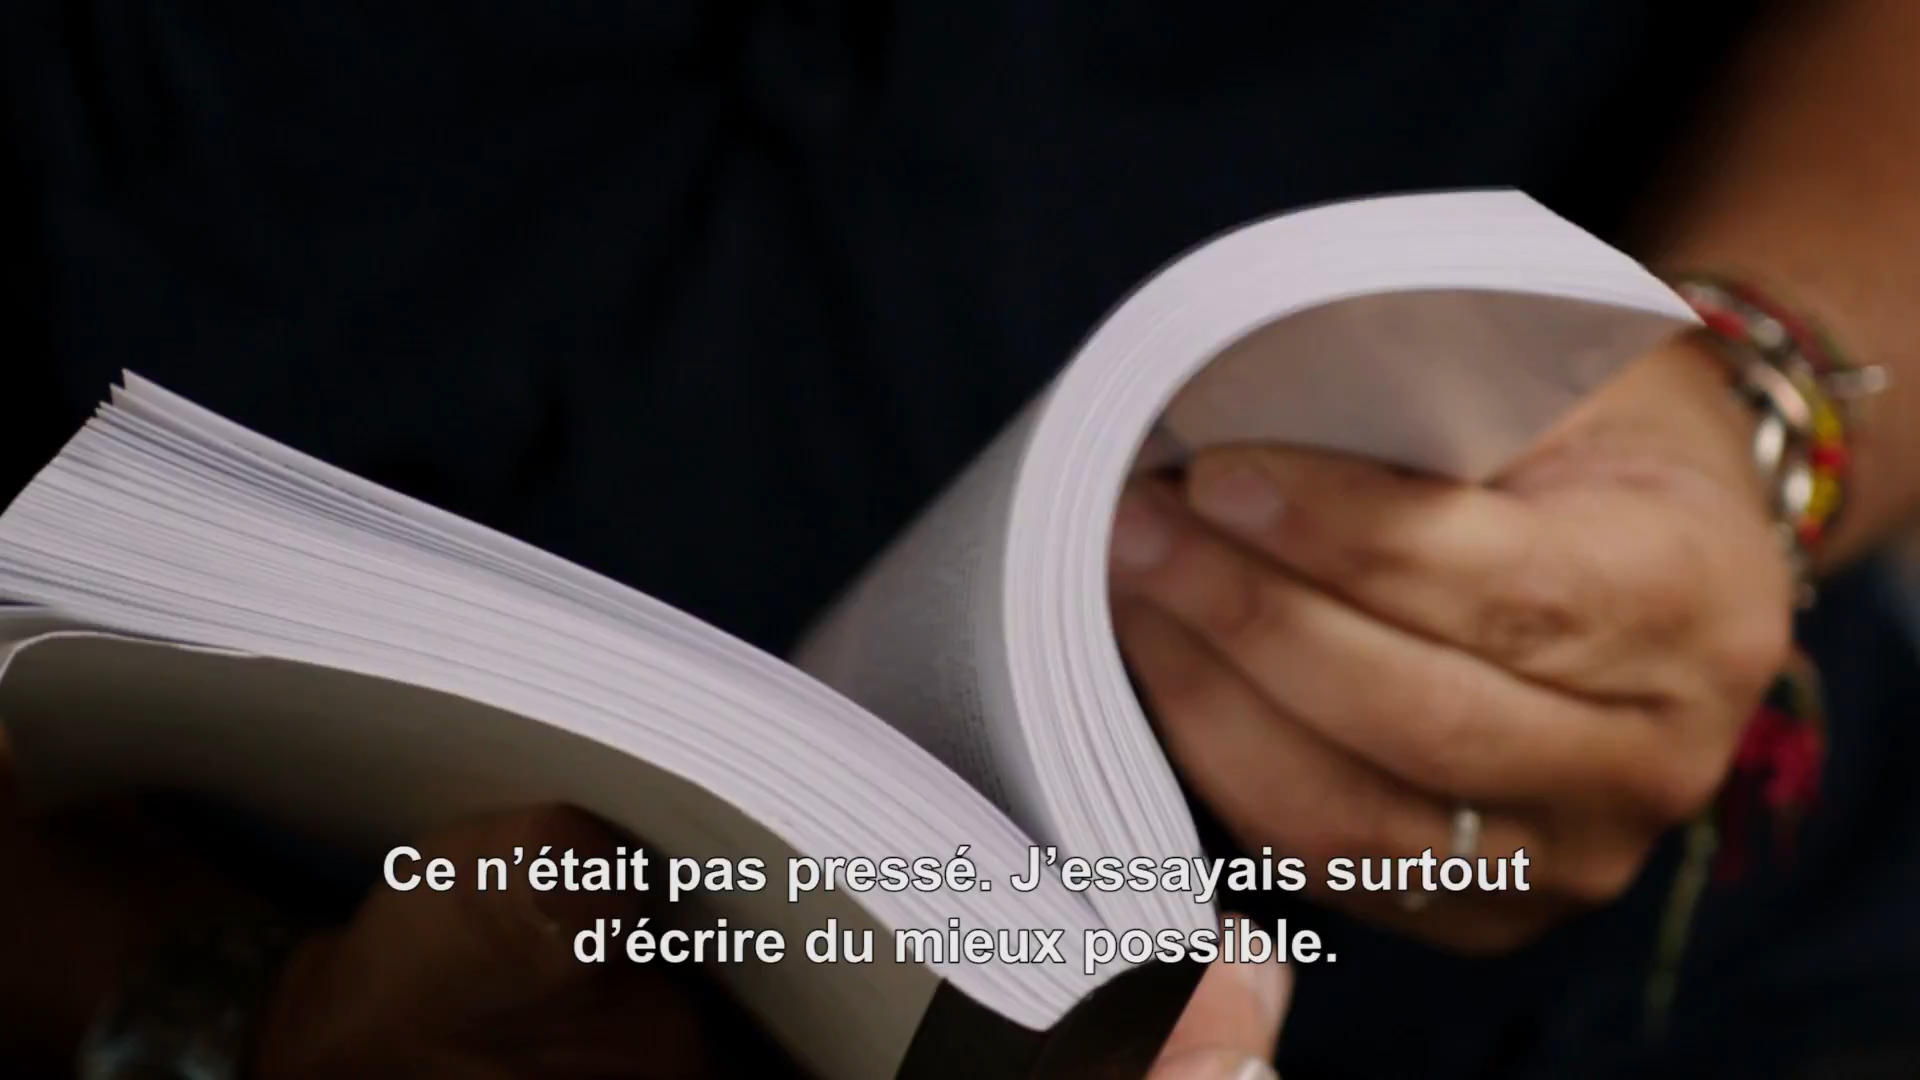 Ce n’était pas pressé. J’essayais surtout
d’écrire du mieux possible.